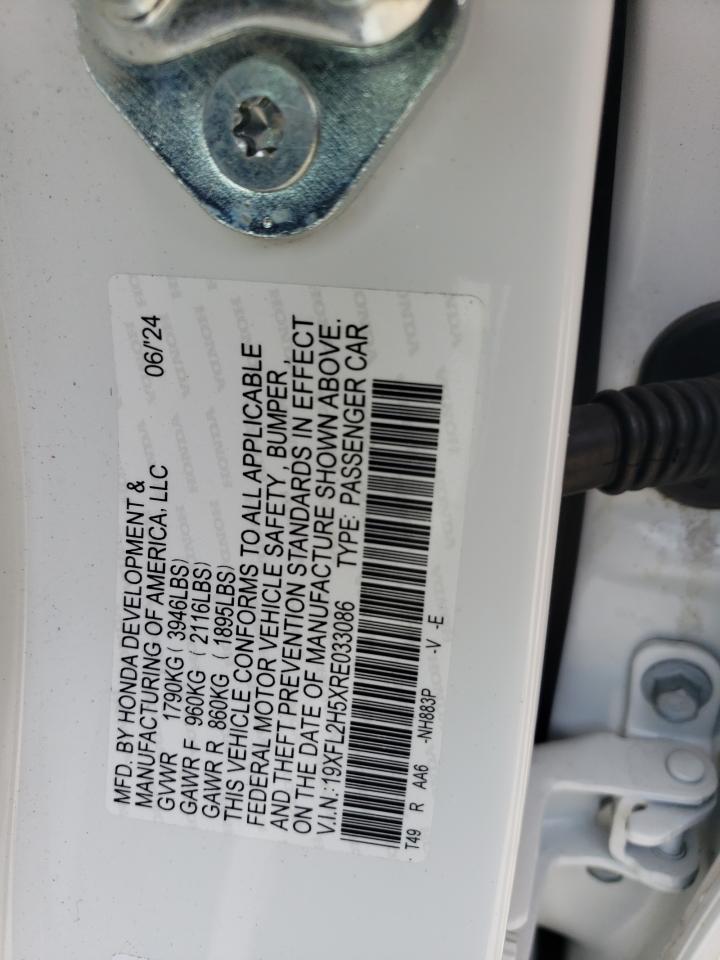 MFD. BY HONDA DEVELOPMENT &
MANUFACTURING OF AMERICA, LLC 06/'24
GVWR 1790KG ( 3946LBS)
GAWR F 960KG ( 2116LBS)
GAWR R 860KG ( 1895LBS)
THIS VEHICLE CONFORMS TO ALL APPLICABLE
FEDERAL MOTOR VEHICLE SAFETY, BUMPER ,
AND THEFT PREVENTION STANDARDS IN EFFECT
ON THE DATE OF MANUFACTURE SHOWN ABOVE.
V.I.N.:19XFL2H5XRE033086 TYPE: PASSENGER CAR
T49 R AA6 -NH883P -V -E